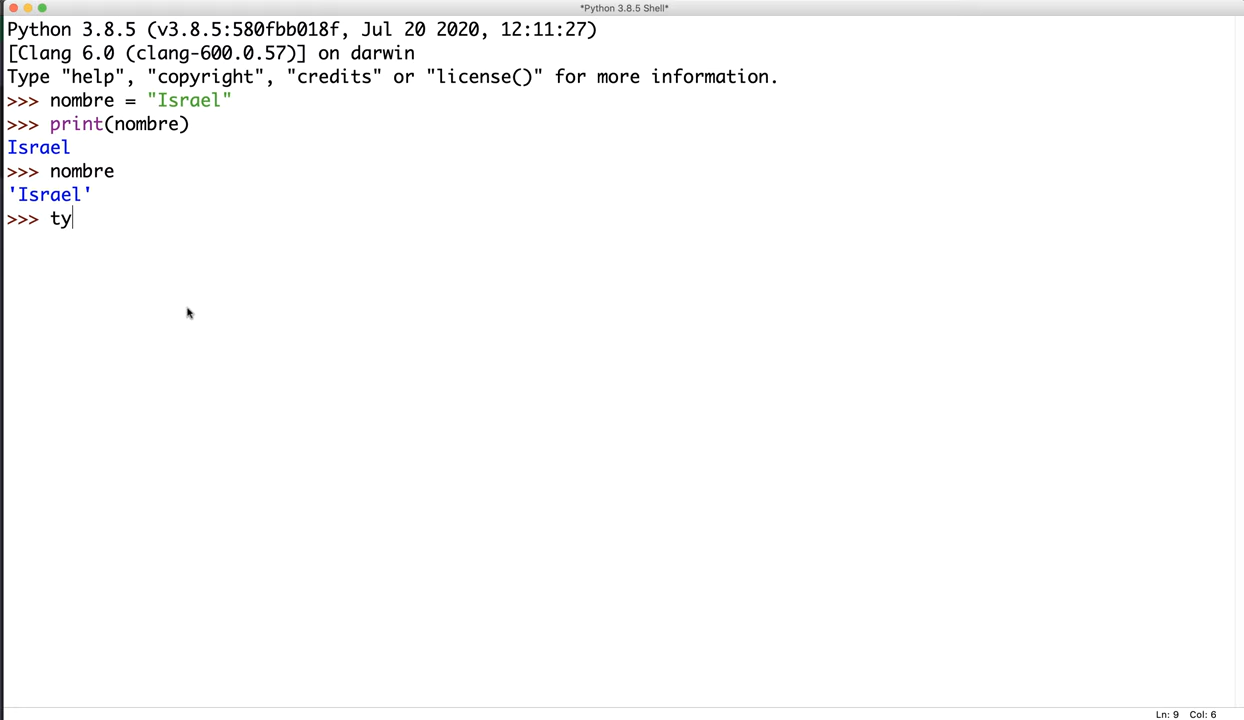 *Python 3.8.5 Shell*
Python 3.8.5 (v3.8.5:580fbb018f, Jul 20 2020, 12:11:27)
[Clang 6.0 (clang-600.0.57)] on darwin
Type "help", "copyright", "credits" or "license()" for more information.
>>> nombre = "Israel"
>>> print(nombre)
Israel
>>> nombre
'Israel'
>>> ty
Ln: 9 Col: 6